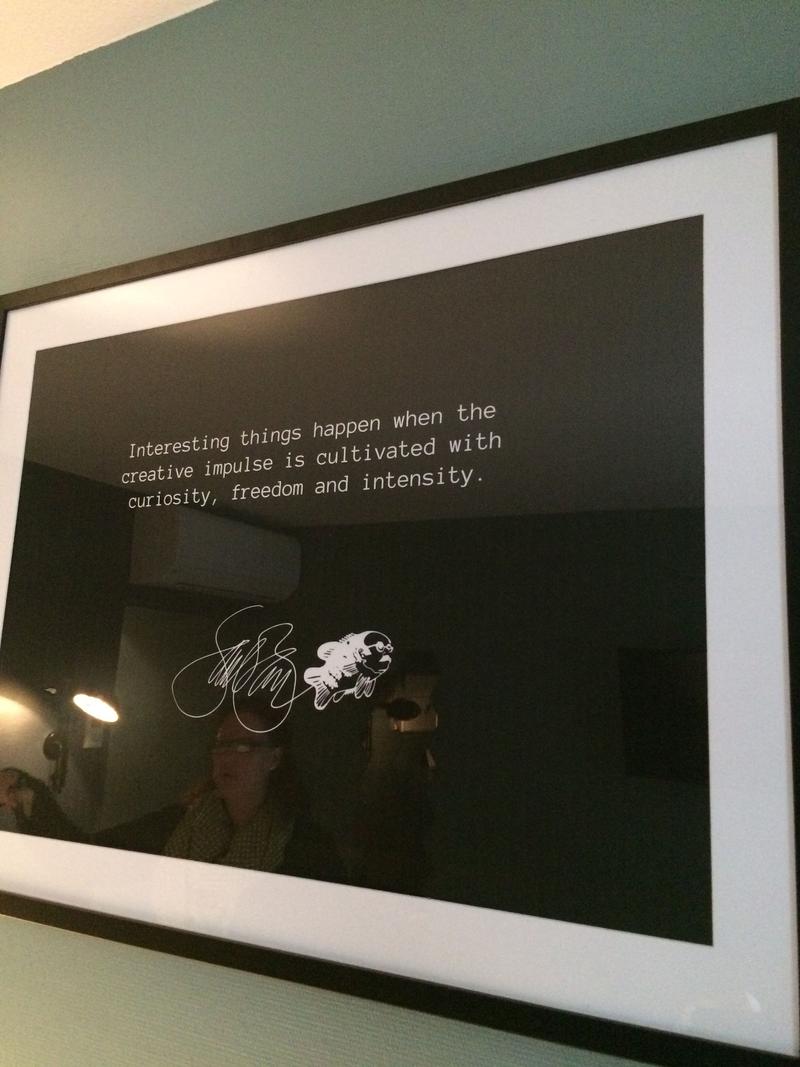 Interesting things happen when the
creative impulse is cultivated with
curiosity, freedom and intensity.